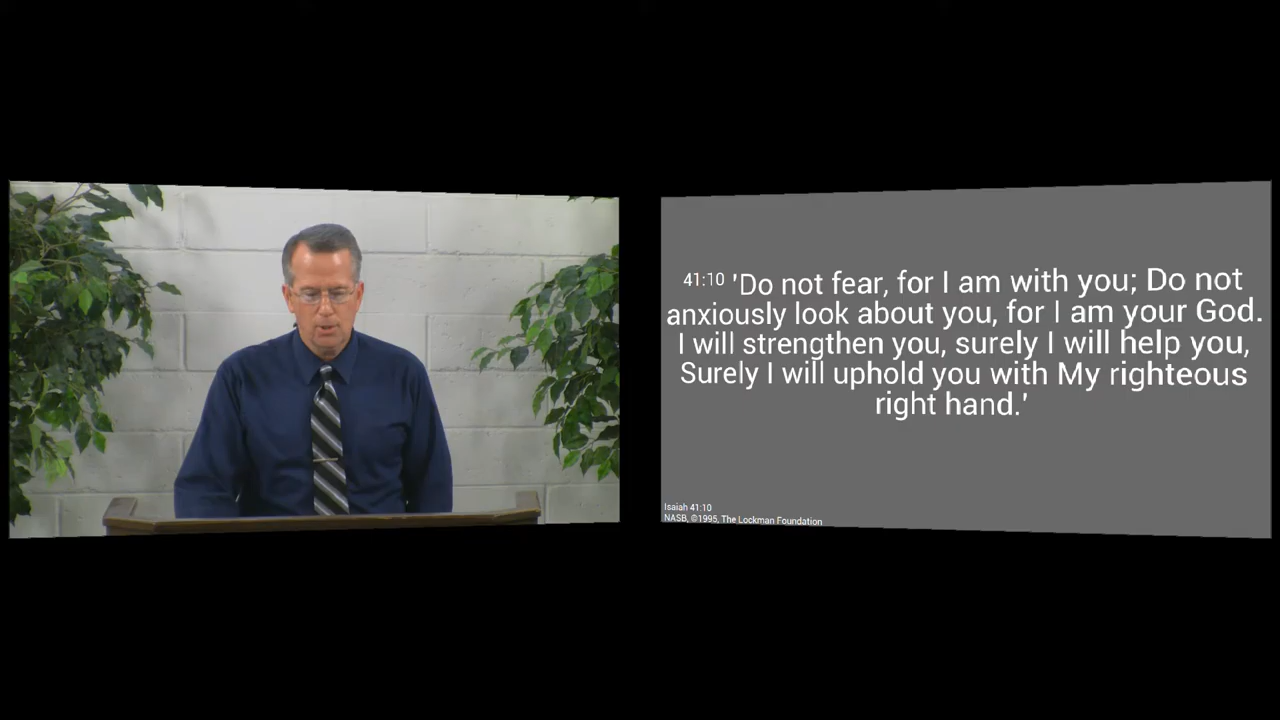 41:10 'Do not fear, for I am with you; Do not
anxiously look about you, for I am your God.
I will strengthen you, surely I will help you,
Surely I will uphold you with My righteous
right hand.'
Isaiah 41:10
NASB, ©1995, The Lockman Foundation